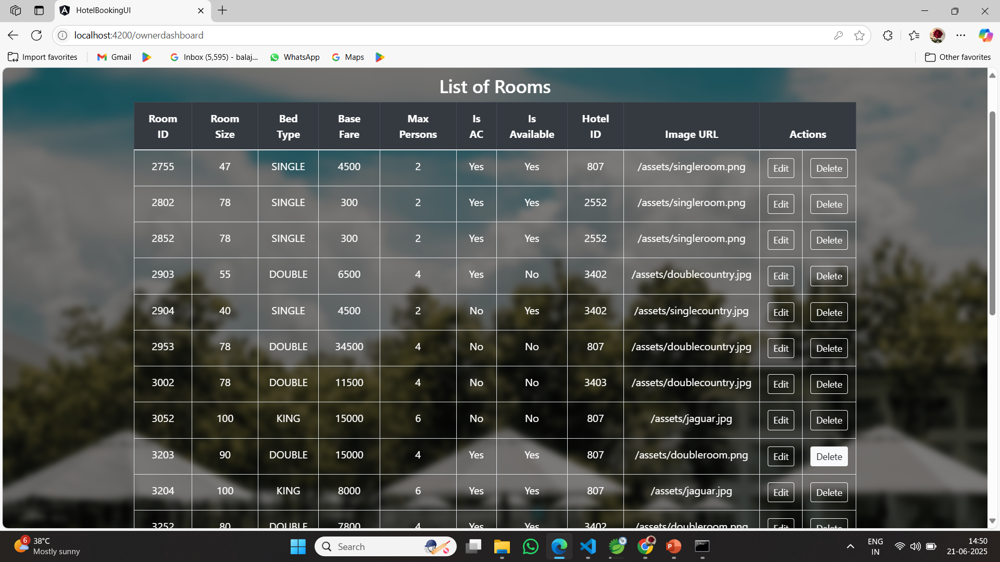 HotelBookingUI
localhost:4200/ownerdashboard
Import favorites
Gmail
Inbox (5,595) - balaj...
WhatsApp
Maps
Other favorites
List of Rooms
Room ID Room Size Bed Type Base Fare Max Persons Is AC Is Available Hotel ID Image URL Actions
2755 47 SINGLE 4500 2 Yes Yes 807 /assets/singleroom.png Edit Delete
2802 78 SINGLE 300 2 Yes Yes 2552 /assets/singleroom.png Edit Delete
2852 78 SINGLE 300 2 Yes Yes 2552 /assets/singleroom.png Edit Delete
2903 55 DOUBLE 6500 4 Yes No 3402 /assets/doublecountry.jpg Edit Delete
2904 40 SINGLE 4500 2 No Yes 3402 /assets/singlecountry.jpg Edit Delete
2953 78 DOUBLE 34500 4 No No 807 /assets/doublecountry.jpg Edit Delete
3002 78 DOUBLE 11500 4 No No 3403 /assets/doublecountry.jpg Edit Delete
3052 100 KING 15000 6 No No 807 /assets/jaguar.jpg Edit Delete
3203 90 DOUBLE 15000 4 Yes Yes 807 /assets/doubleroom.png Edit Delete
3204 100 KING 8000 6 Yes Yes 807 /assets/jaguar.jpg Edit Delete
3252 80 DOUBLE 7800 4 Yes Yes 3402 /assets/doubleroom.png Edit Delete
6
38°C
Mostly sunny
Search
ENG
IN
14:50
21-06-2025